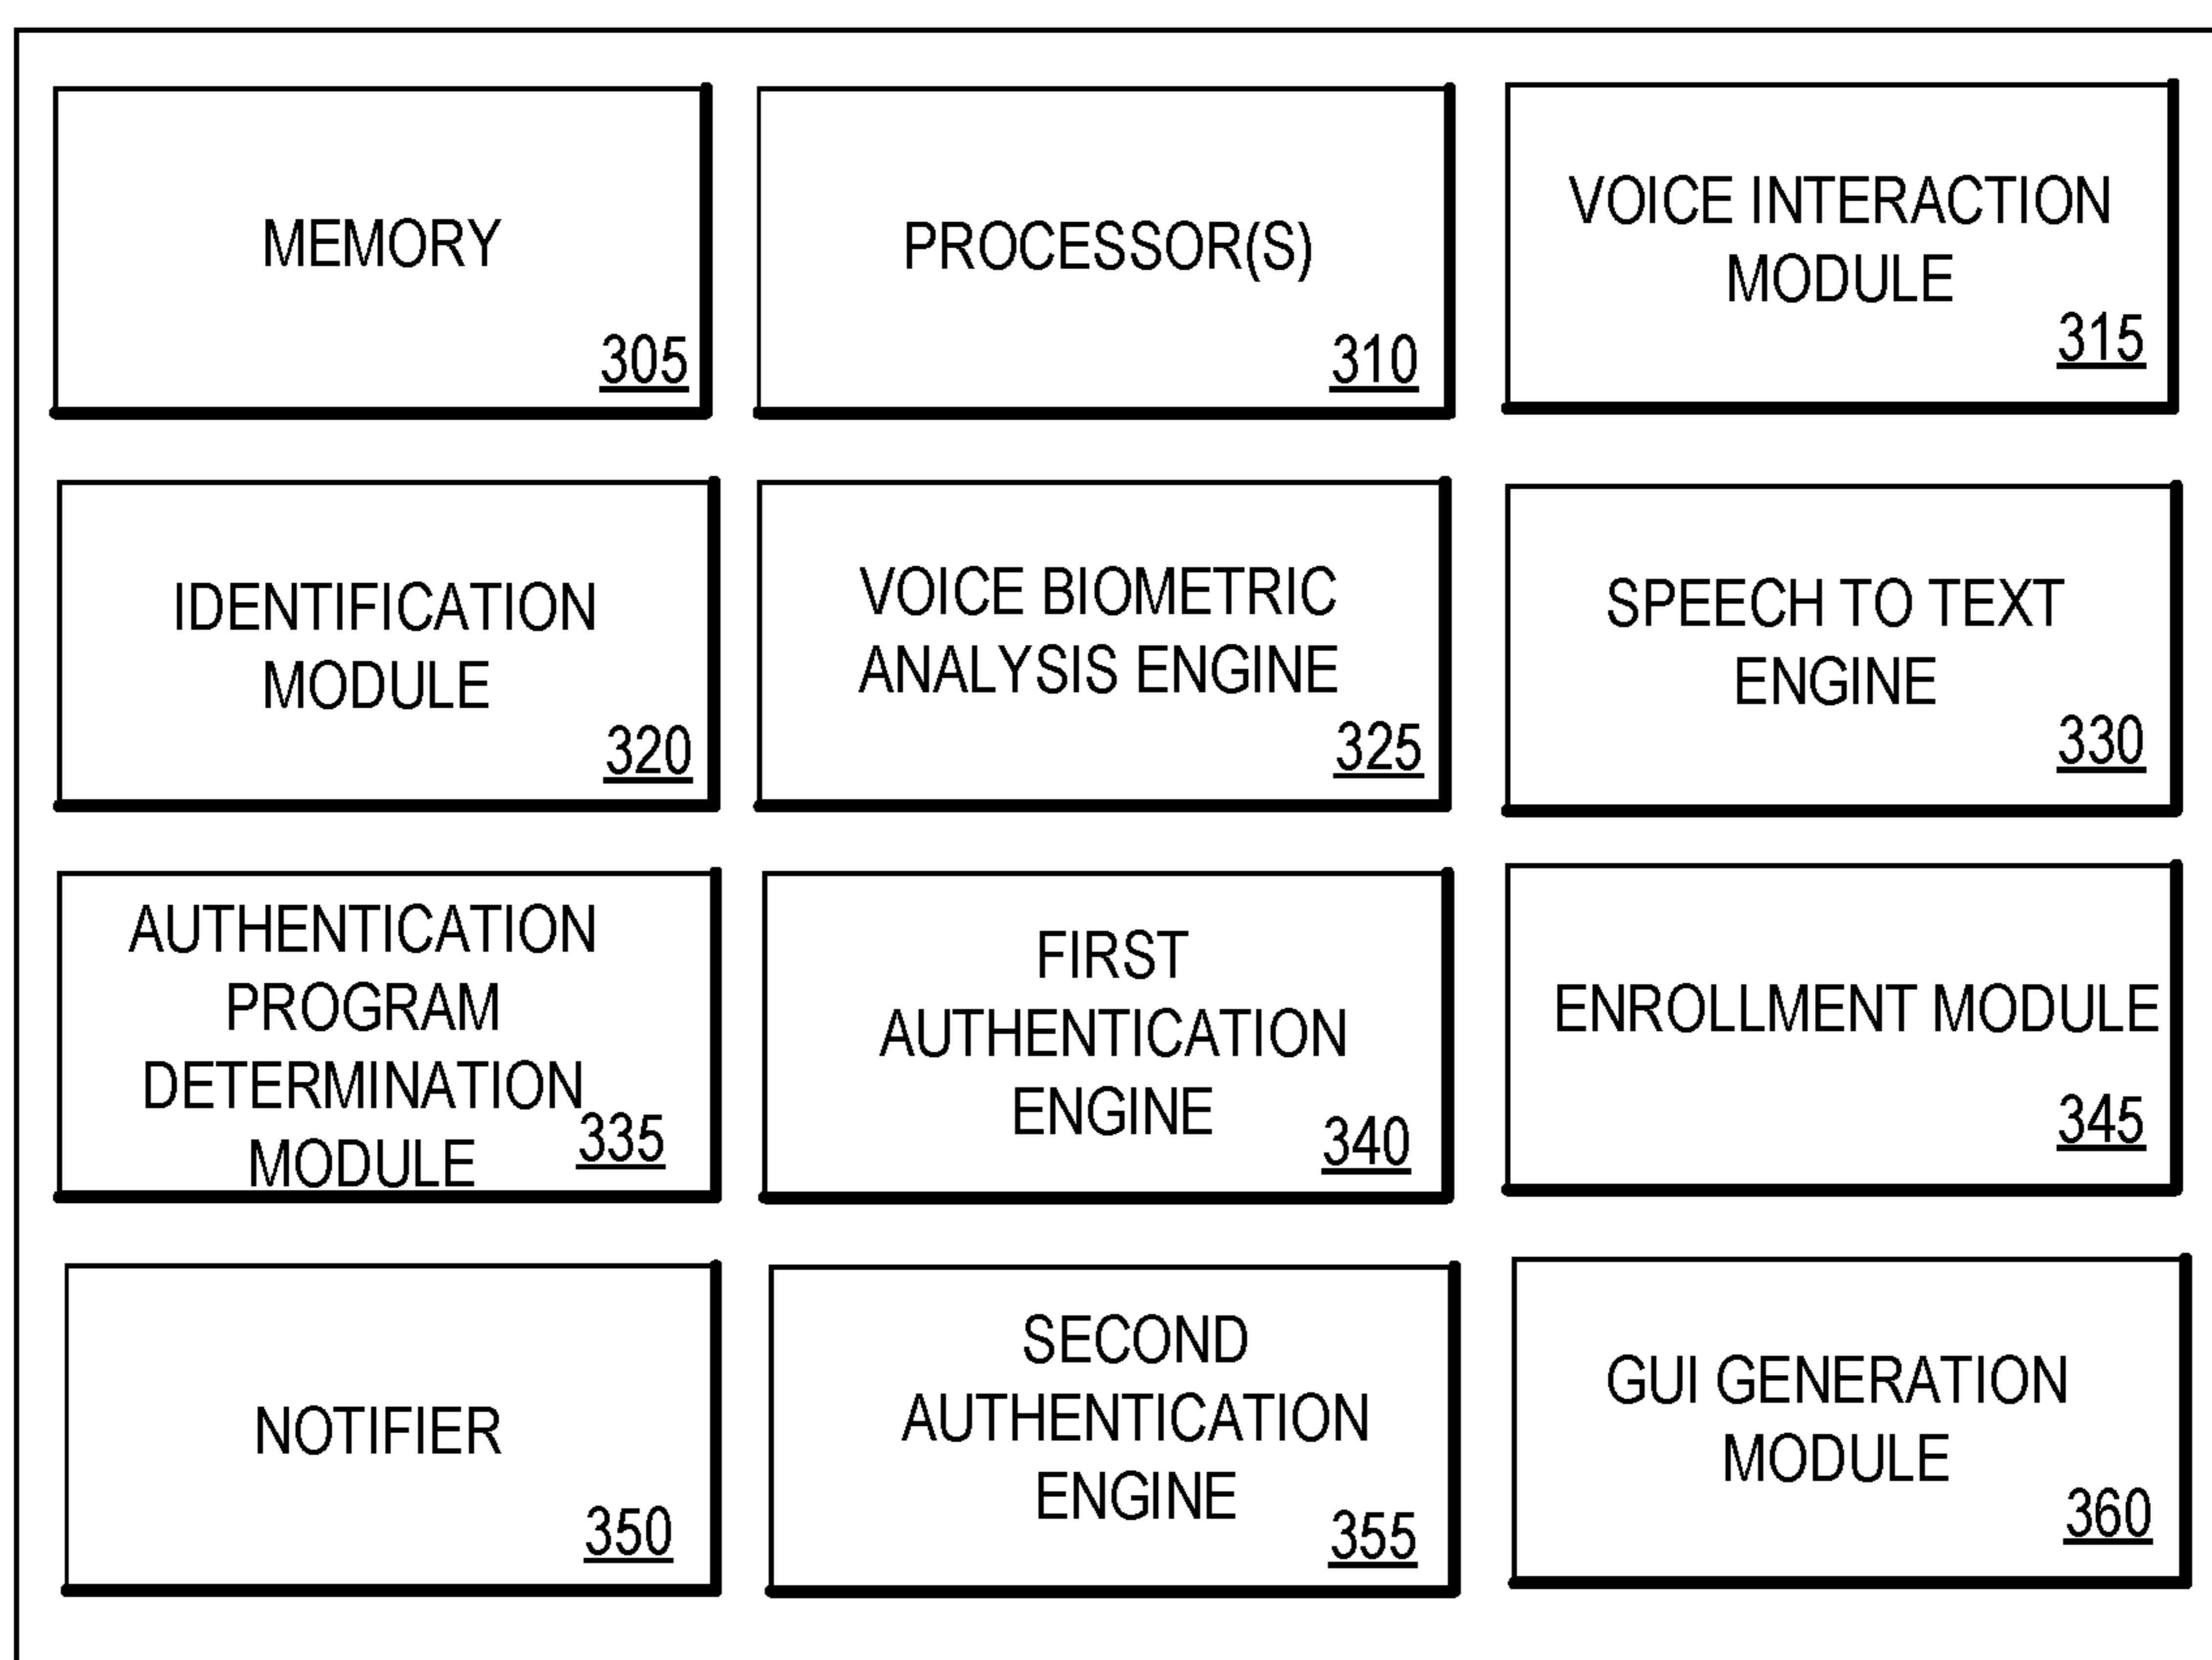 MEMORY
305
PROCESSOR(S)
310
VOICE INTERACTION
MODULE
315
IDENTIFICATION
MODULE
320
VOICE BIOMETRIC
ANALYSIS ENGINE
325
SPEECH TO TEXT
ENGINE
330
AUTHENTICATION
PROGRAM
DETERMINATION
MODULE
335
FIRST
AUTHENTICATION
ENGINE
340
ENROLLMENT MODULE
345
NOTIFIER
350
SECOND
AUTHENTICATION
ENGINE
355
GUI GENERATION
MODULE
360